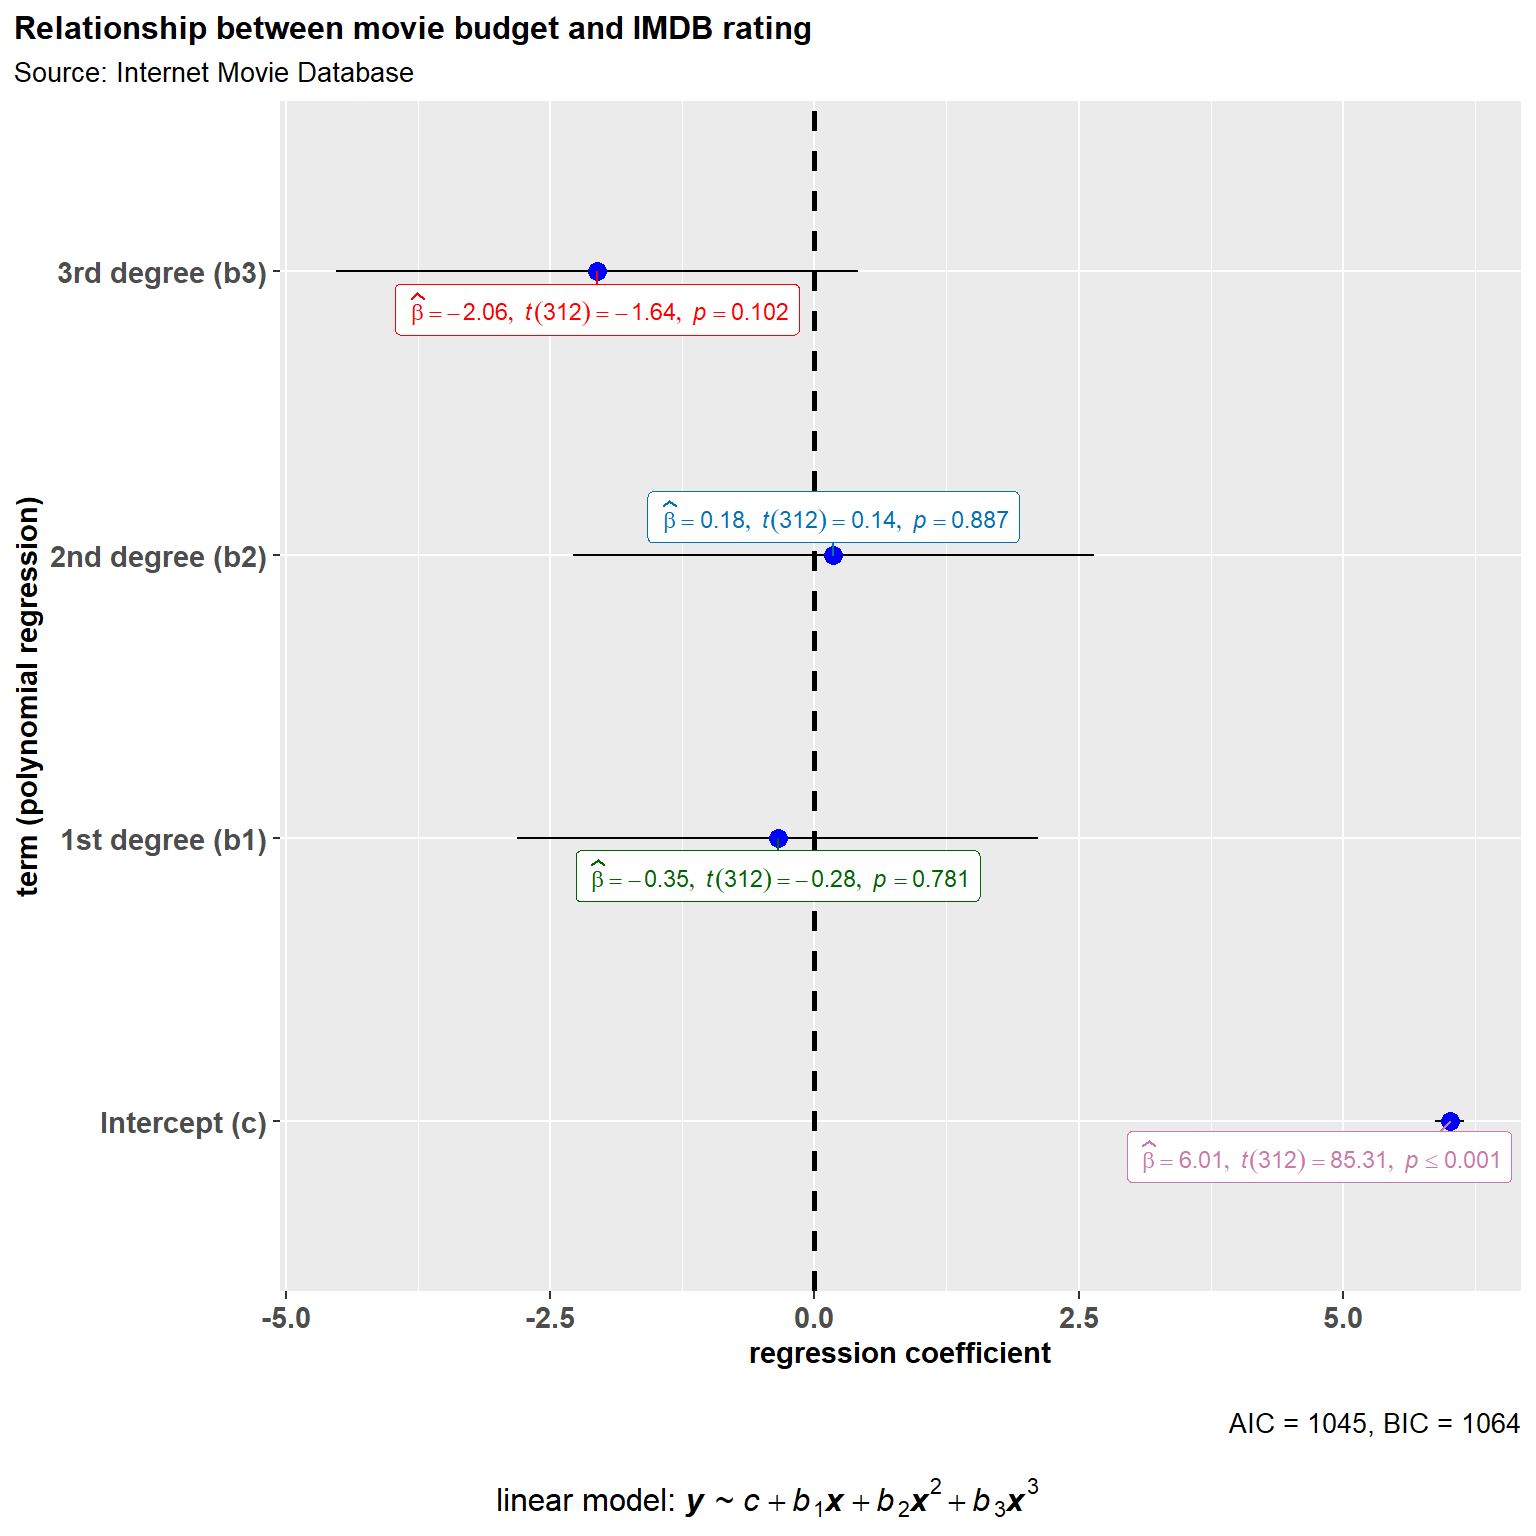 Relationship between movie budget and IMDB rating
Source: Internet Movie Database
term (polynomial regression)
3rd degree (b3)
β̂ = −2.06, t(312) = −1.64, p = 0.102
β̂ = 0.18, t(312) = 0.14, p = 0.887
2nd degree (b2)
1st degree (b1)
β̂ = −0.35, t(312) = −0.28, p = 0.781
Intercept (c)
β̂ = 6.01, t(312) = 85.31, p ≤ 0.001
-5.0 -2.5 0.0 2.5 5.0
regression coefficient
AIC = 1045, BIC = 1064
linear model: y ~ c + b₁x + b₂x² + b₃x³